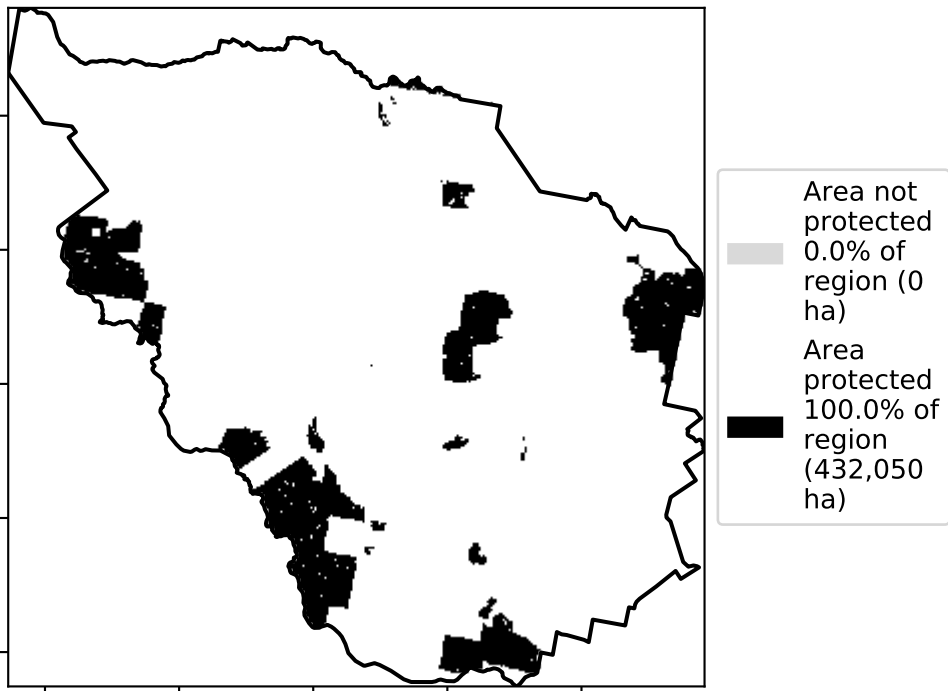 Area not
protected
0.0% of
region (0
ha)
Area
protected
100.0% of
region
(432,050
ha)